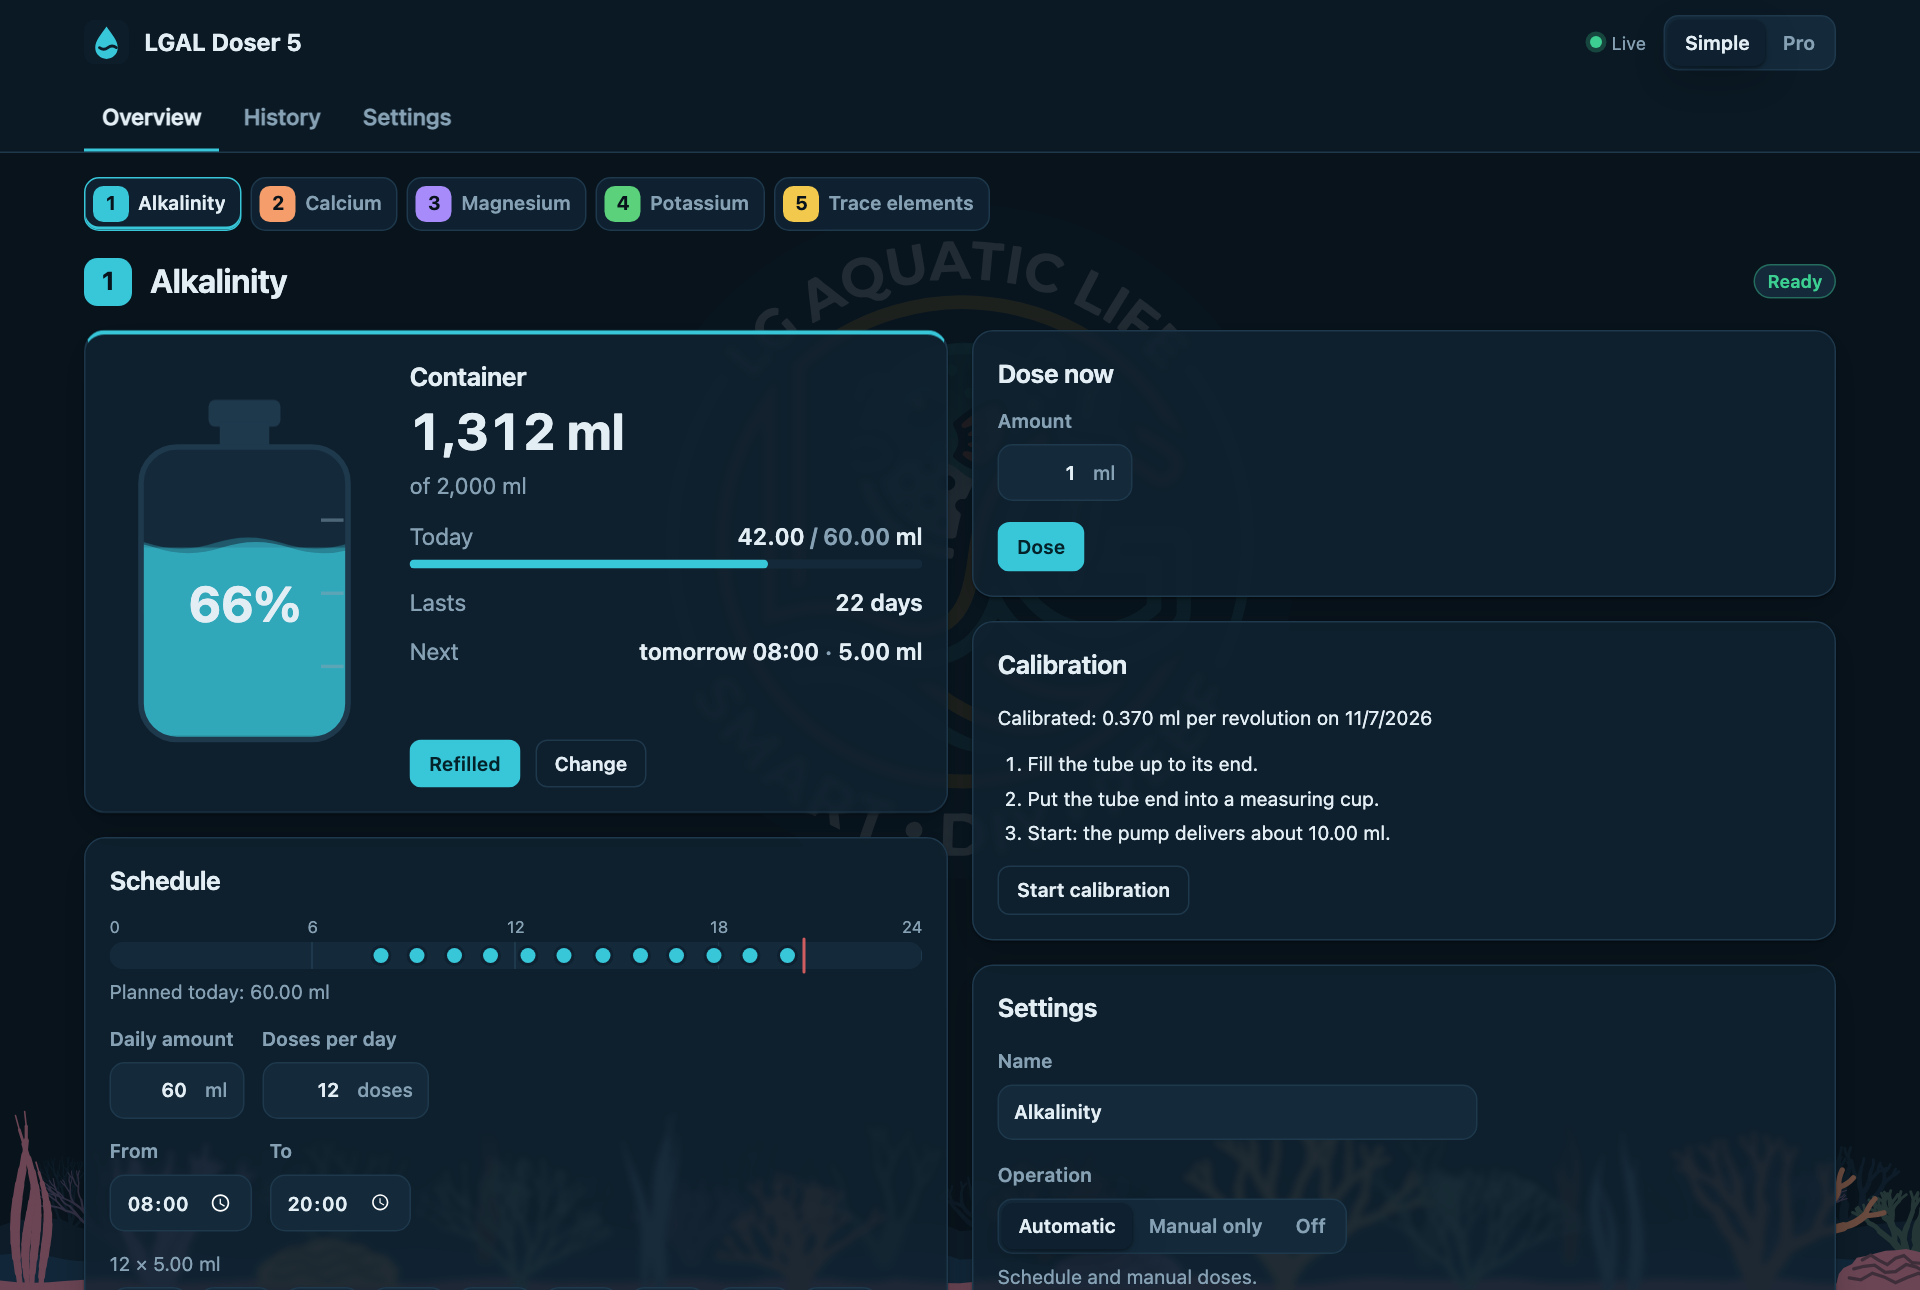 LGAL Doser 5
Live
Simple Pro
Overview History Settings
1 Alkalinity 2 Calcium 3 Magnesium 4 Potassium 5 Trace elements
1 Alkalinity
Ready
LG AQUATIC LIFE
SMART • D
Container
1,312 ml
of 2,000 ml
66%
Today 42.00 / 60.00 ml
Lasts 22 days
Next tomorrow 08:00 · 5.00 ml
Refilled Change
Schedule
0 6 12 18 24
Planned today: 60.00 ml
Daily amount Doses per day
60 ml 12 doses
From To
08:00 20:00
12 × 5.00 ml
Dose now
Amount
1 ml
Dose
Calibration
Calibrated: 0.370 ml per revolution on 11/7/2026
1. Fill the tube up to its end.
2. Put the tube end into a measuring cup.
3. Start: the pump delivers about 10.00 ml.
Start calibration
Settings
Name
Alkalinity
Operation
Automatic Manual only Off
Schedule and manual doses.